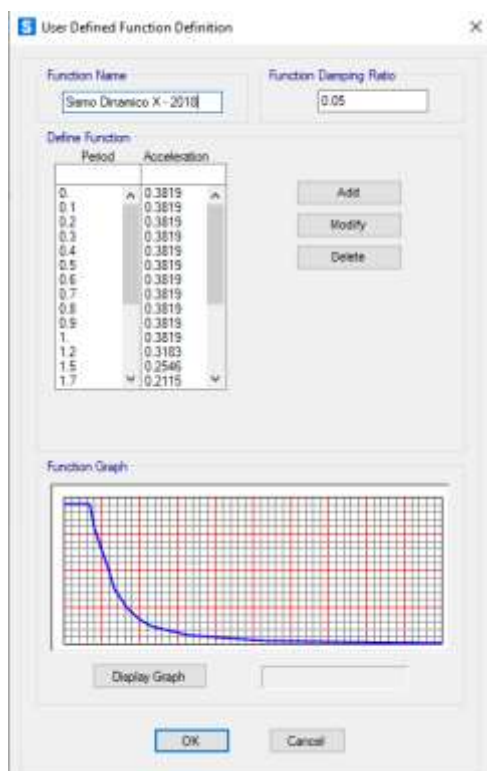 S User Defined Function Definition
Function Name
Function Damping Ratio
Sismo Dinamico X - 2018
0.05
Define Function
Period Acceleration
0. 0.3819
0.1 0.3819
0.2 0.3819
0.3 0.3819
0.4 0.3819
0.5 0.3819
0.6 0.3819
0.7 0.3819
0.8 0.3819
0.9 0.3819
1. 0.3819
1.2 0.3183
1.5 0.2546
1.7 0.2115
Add
Modify
Delete
Function Graph
Display Graph
OK Cancel